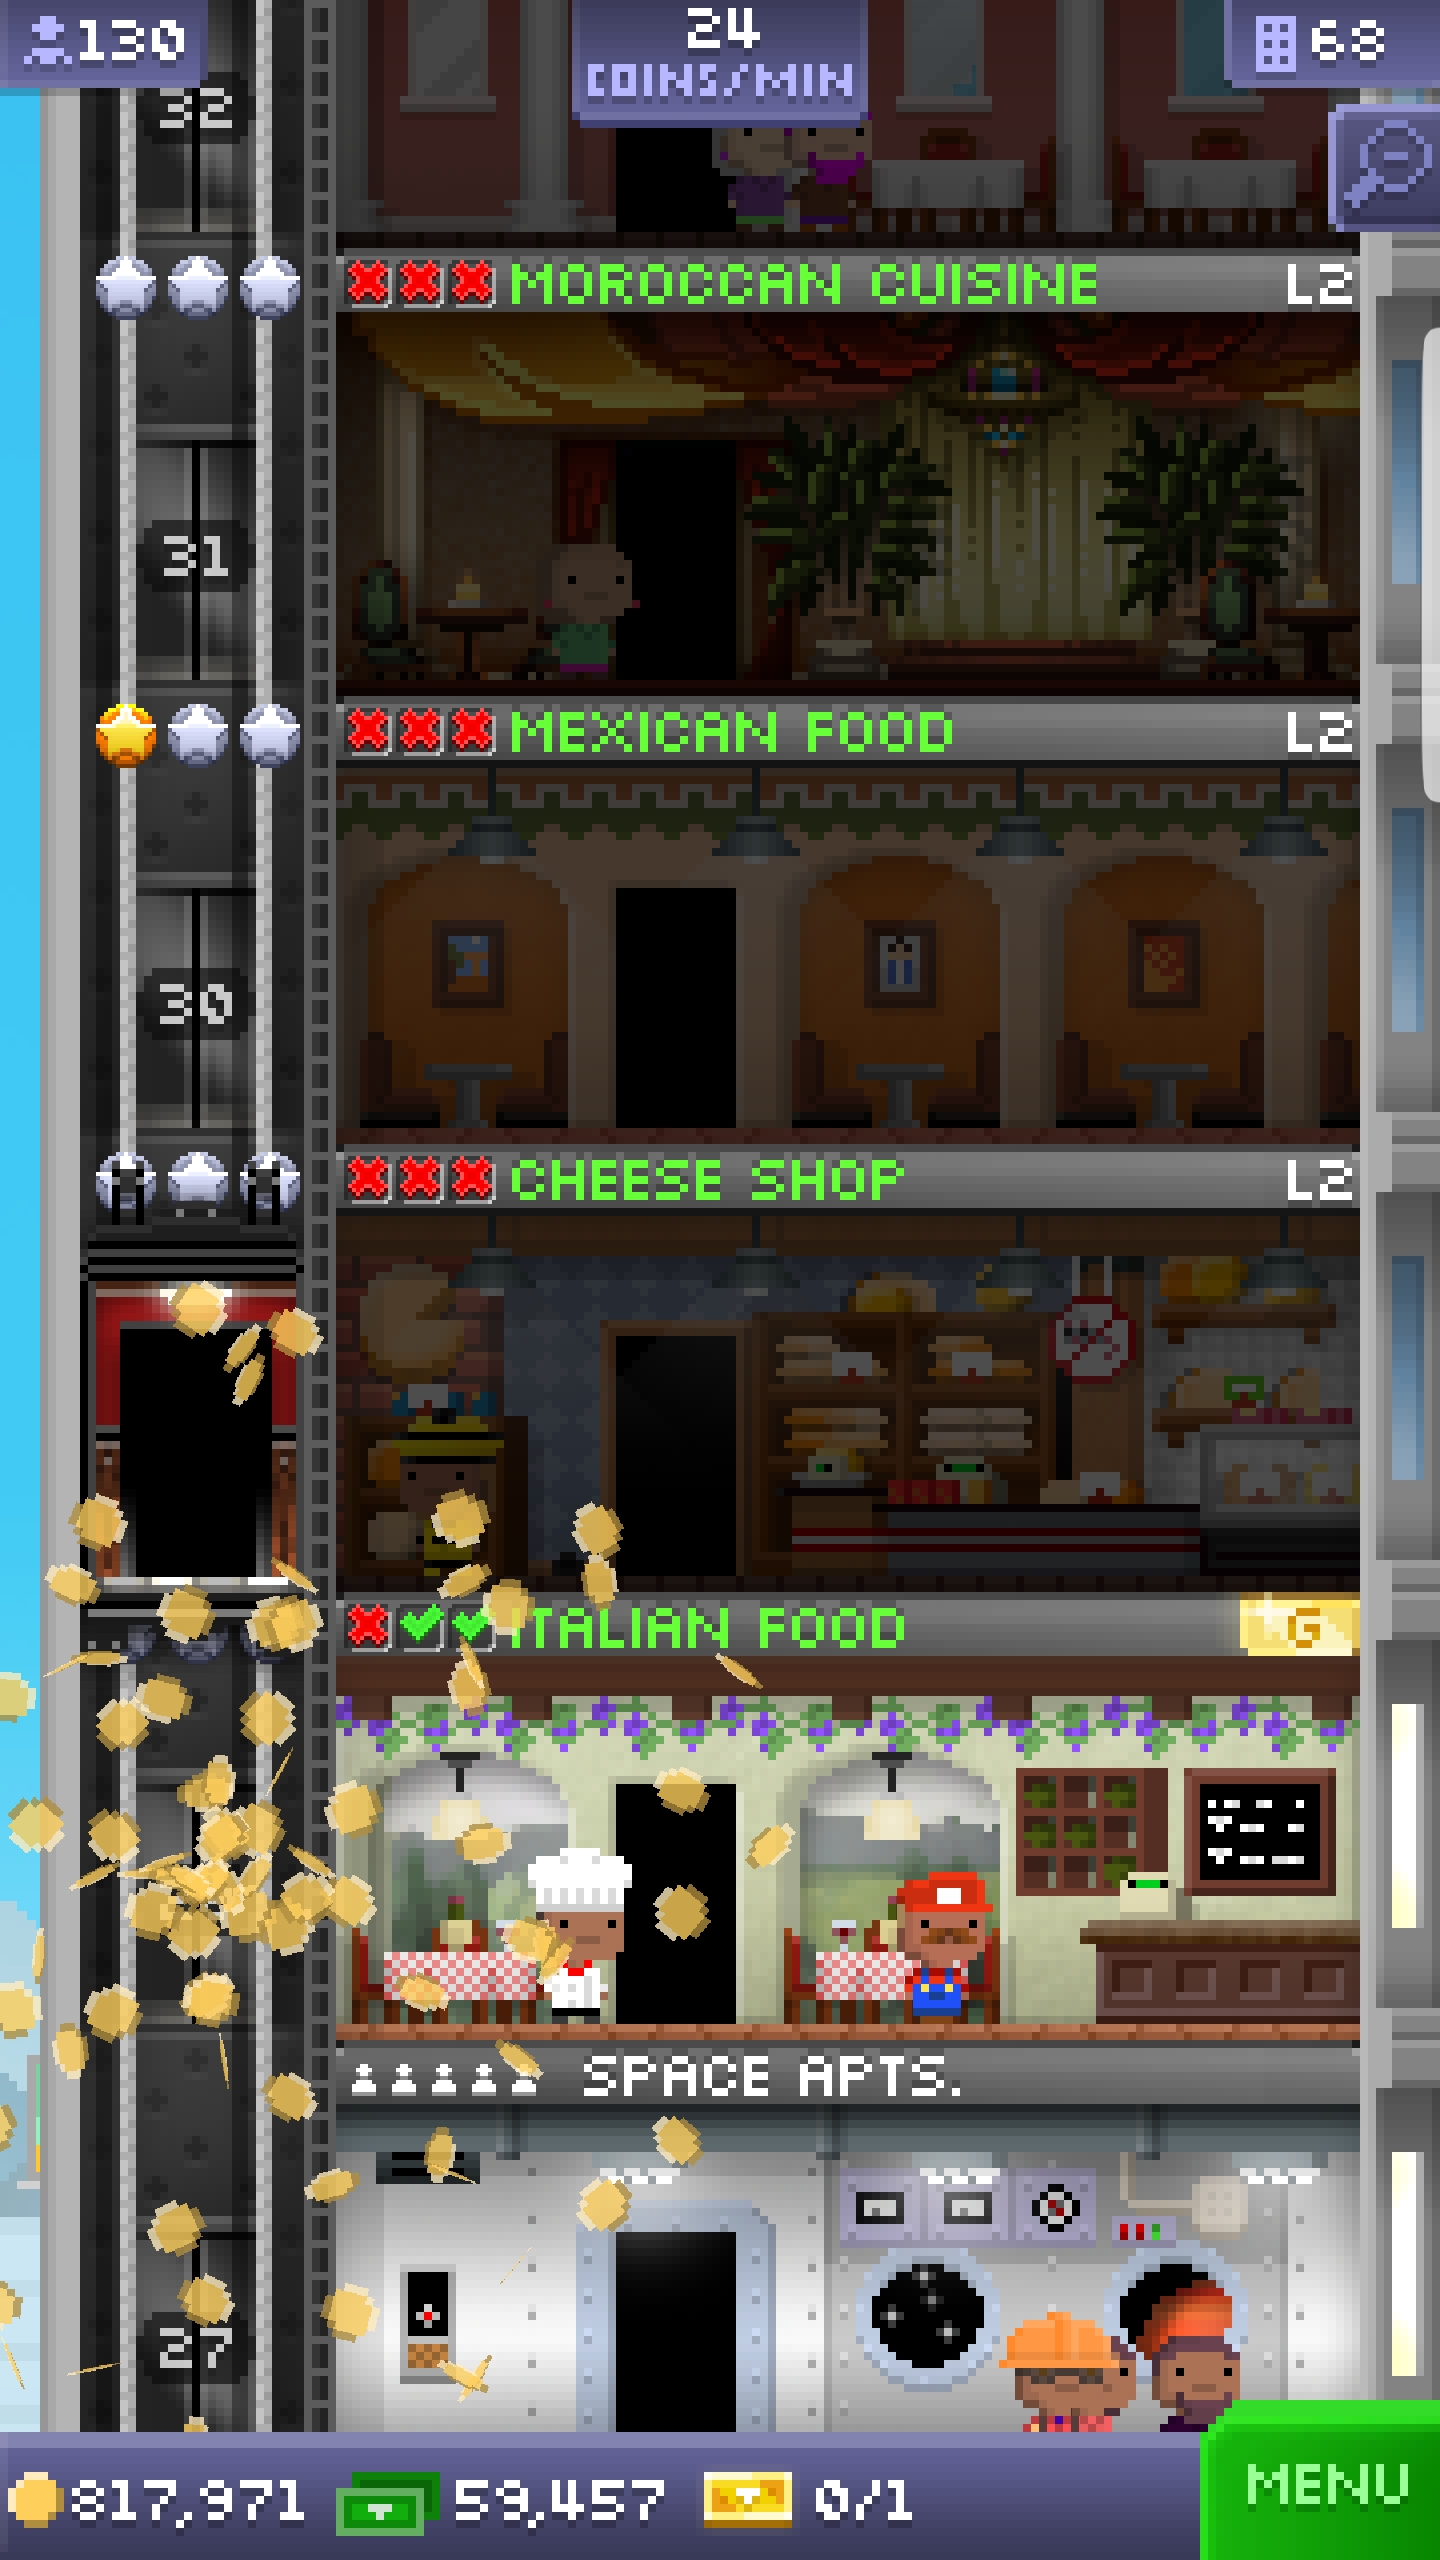 130
24
COINS/MIN
68
32
MOROCCAN CUISINE L2
31
MEXICAN FOOD L2
30
CHEESE SHOP L2
ITALIAN FOOD G
SPACE APTS.
27
817,971 59,457 0/1
MENU